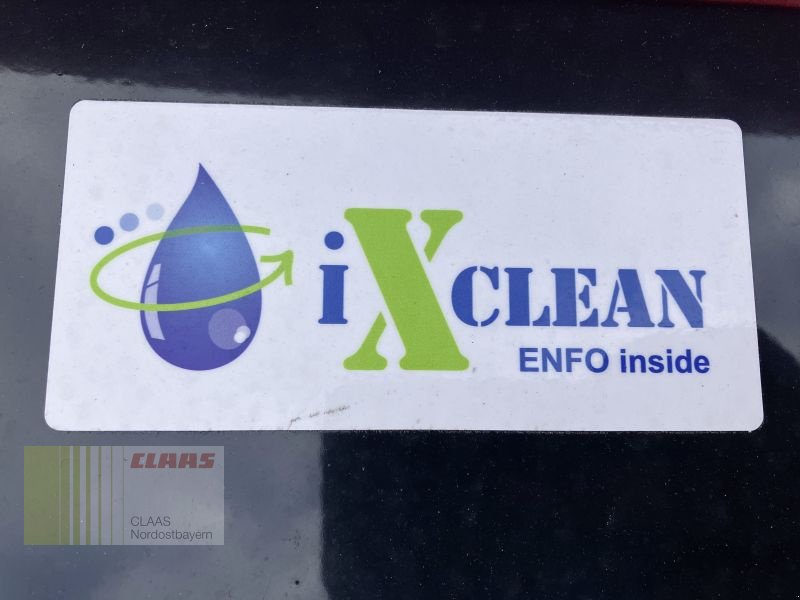 iXCLEAN
ENFO inside
CLAAS
CLAAS
Nordostbayern